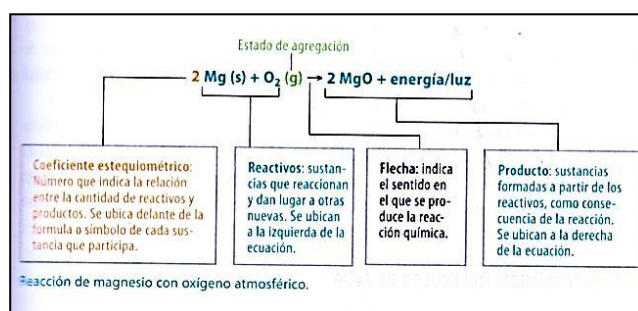 Estado de agregación
2 Mg (s) + O₂ (g) → 2 MgO + energía/luz
Coeficiente estequiométrico:
Número que indica la relación
entre la cantidad de reactivos y
productos. Se ubica delante de la
formula o símbolo de cada sus-
tancia que participa.
Reactivos: sustan-
cias que reaccionan
y dan lugar a otras
nuevas. Se ubican
a la izquierda de la
ecuación.
Flecha: indica
el sentido en
el que se pro-
duce la reac-
ción química.
Producto: sustancias
formadas a partir de los
reactivos, como conse-
cuencia de la reacción.
Se ubican a la derecha
de la ecuación.
Reacción de magnesio con oxígeno atmosférico.